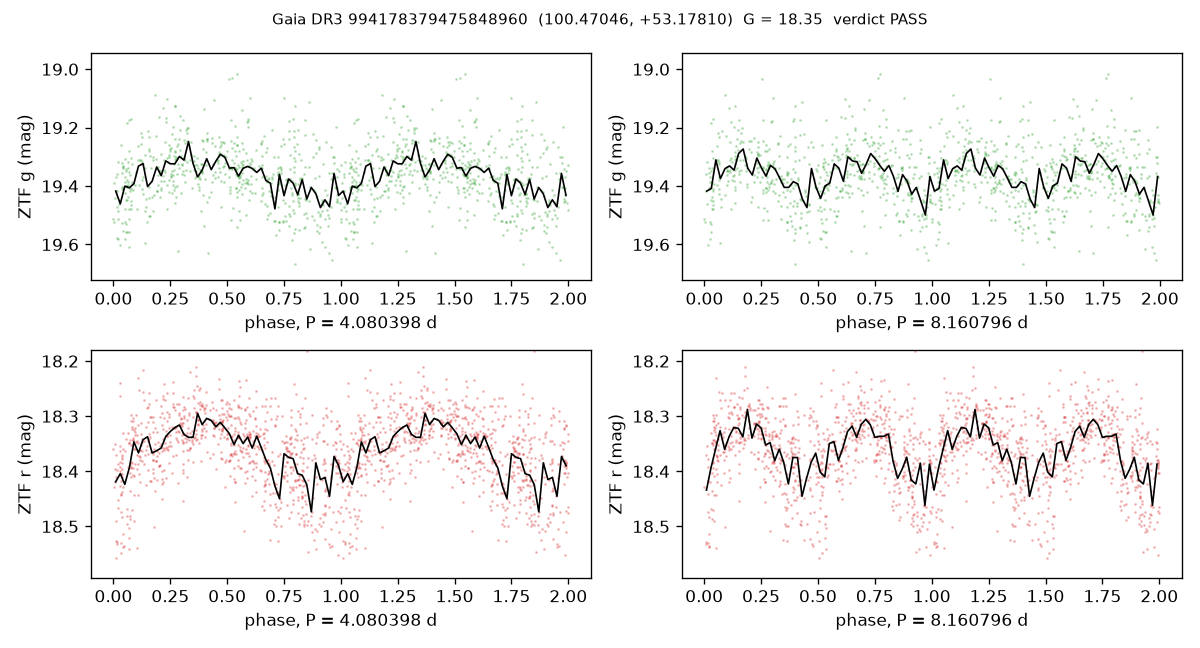 Gaia DR3 994178379475848960 (100.47046, +53.17810) G = 18.35 verdict PASS
ZTF g (mag)
19.0
19.2
19.4
19.6
0.00 0.25 0.50 0.75 1.00 1.25 1.50 1.75 2.00
phase, P = 4.080398 d
ZTF g (mag)
19.0
19.2
19.4
19.6
0.00 0.25 0.50 0.75 1.00 1.25 1.50 1.75 2.00
phase, P = 8.160796 d
ZTF r (mag)
18.2
18.3
18.4
18.5
0.00 0.25 0.50 0.75 1.00 1.25 1.50 1.75 2.00
phase, P = 4.080398 d
ZTF r (mag)
18.2
18.3
18.4
18.5
0.00 0.25 0.50 0.75 1.00 1.25 1.50 1.75 2.00
phase, P = 8.160796 d